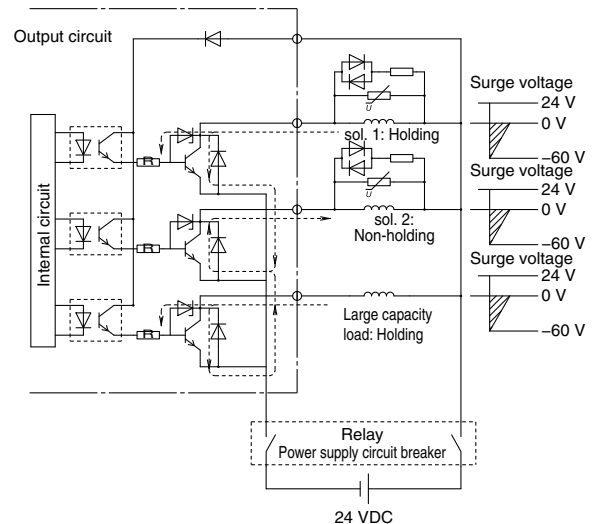 Output circuit
Internal circuit
R
R
R
U
sol. 1: Holding
U
sol. 2:
Non-holding
Large capacity
load: Holding
Surge voltage
24 V
0 V
–60 V
Surge voltage
24 V
0 V
–60 V
Surge voltage
24 V
0 V
–60 V
Relay
Power supply circuit breaker
24 VDC